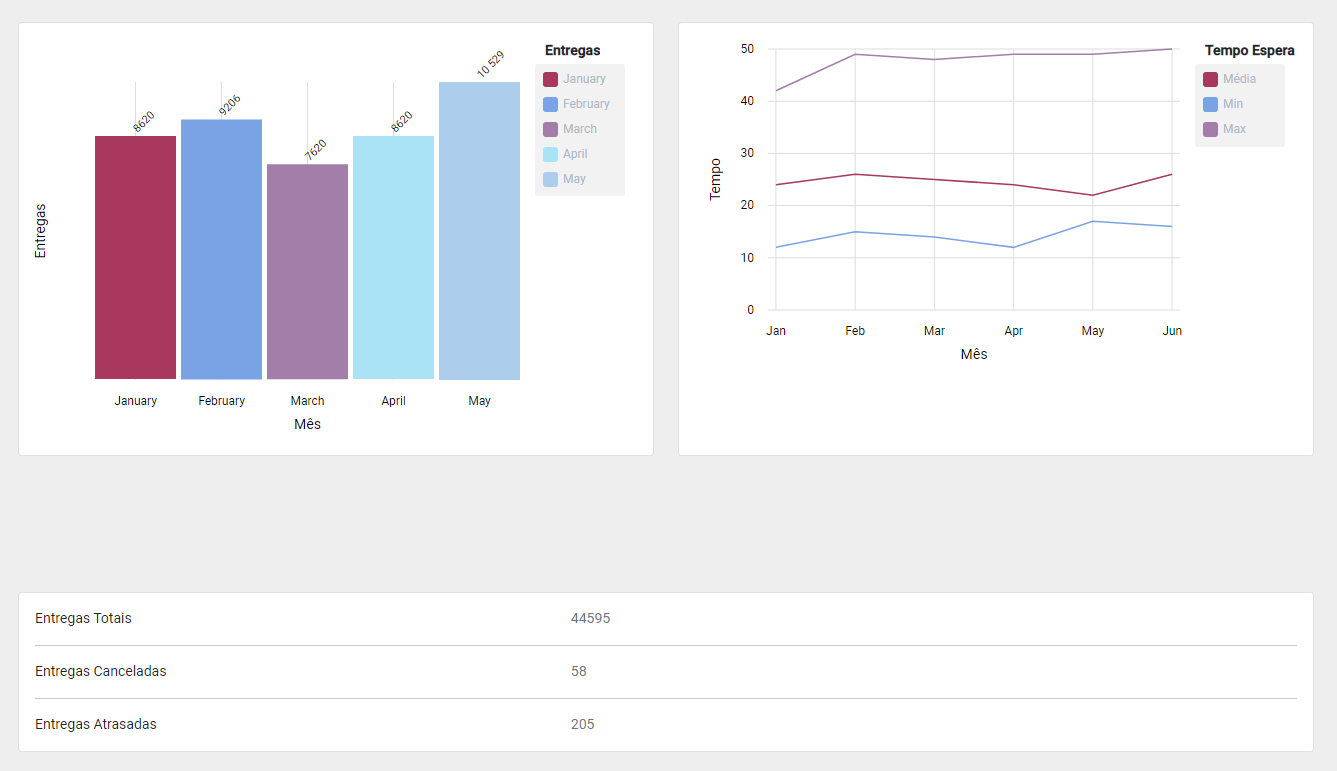 Entregas
8620
9206
7620
8620
10 529
January
February
March
April
May
Mês
Entregas
January
February
March
April
May
Tempo
50
40
30
20
10
0
Jan
Feb
Mar
Apr
May
Jun
Mês
Tempo Espera
Média
Min
Max
Entregas Totais 44595
Entregas Canceladas 58
Entregas Atrasadas 205